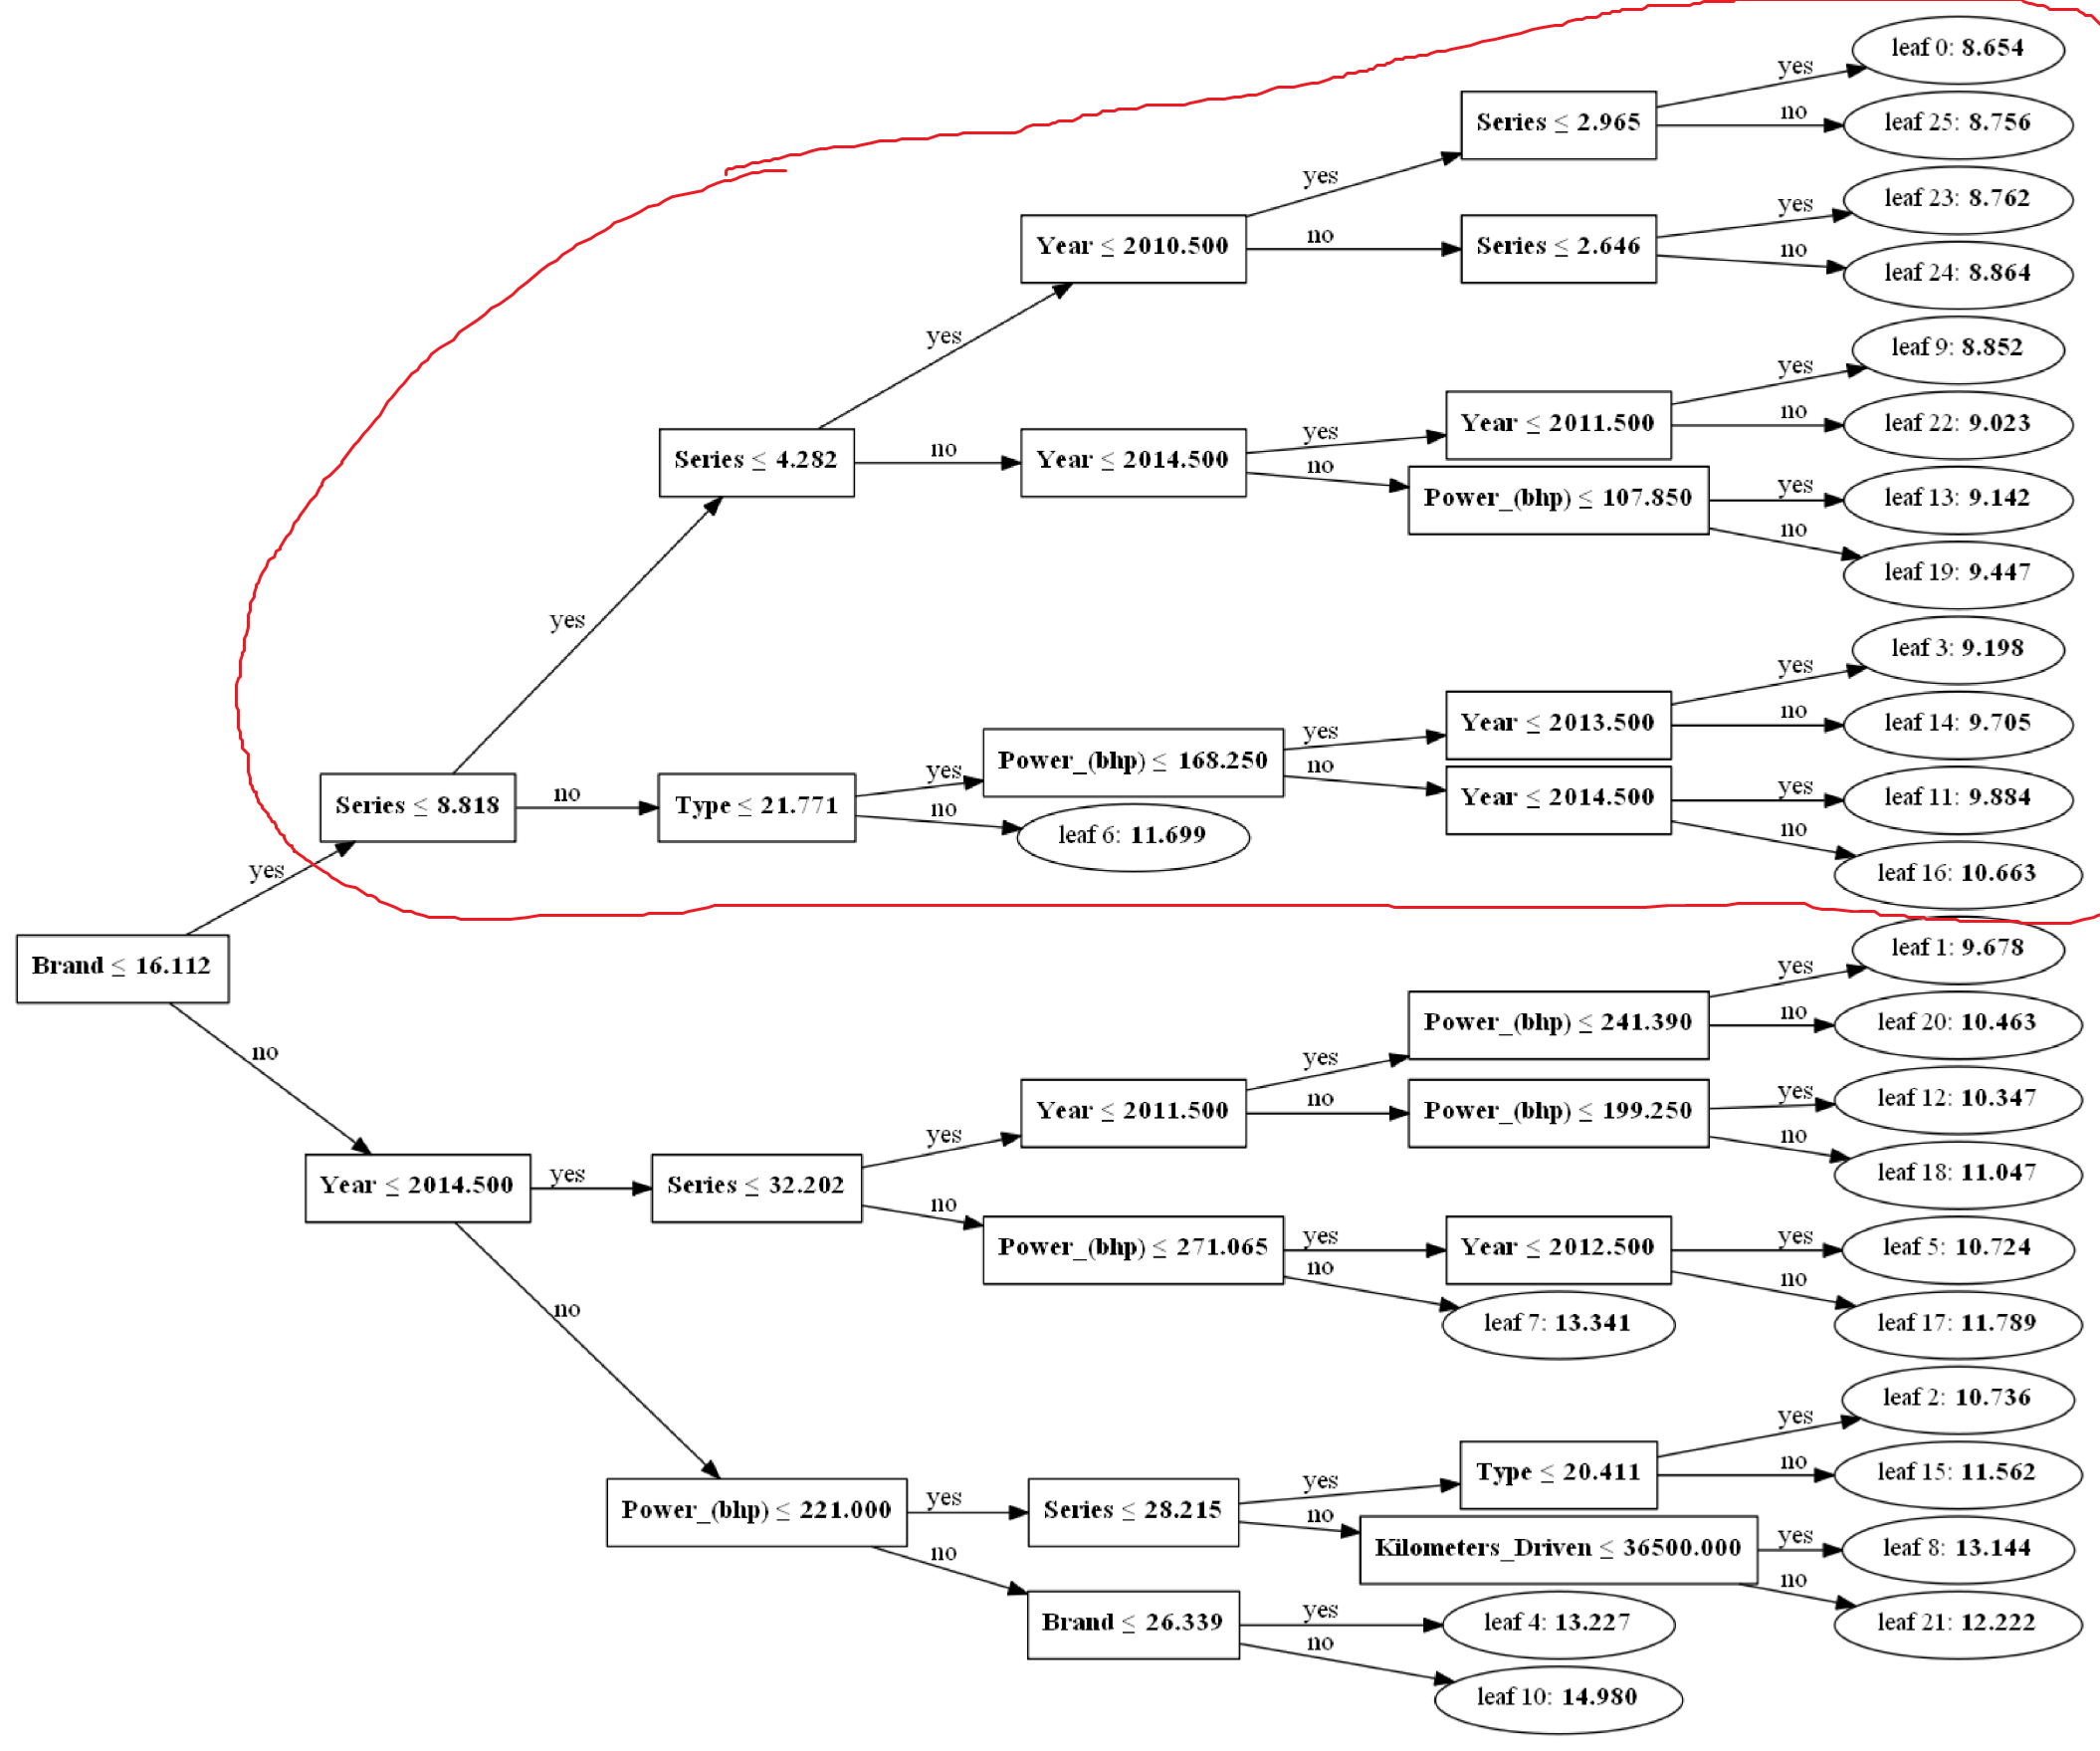 leaf 0: 8.654
yes
Series ≤ 2.965
no
leaf 25: 8.756
yes
yes
leaf 23: 8.762
Year ≤ 2010.500
no
Series ≤ 2.646
no
leaf 24: 8.864
yes
leaf 9: 8.852
yes
Year ≤ 2011.500
no
leaf 22: 9.023
Series ≤ 4.282
no
Year ≤ 2014.500
yes
no
Power_(bhp) ≤ 107.850
yes
leaf 13: 9.142
no
leaf 19: 9.447
yes
leaf 3: 9.198
yes
Year ≤ 2013.500
no
leaf 14: 9.705
Power_(bhp) ≤ 168.250
yes
no
Year ≤ 2014.500
yes
leaf 11: 9.884
Series ≤ 8.818
no
Type ≤ 21.771
yes
no
leaf 6: 11.699
no
leaf 16: 10.663
yes
Brand ≤ 16.112
leaf 1: 9.678
yes
Power_(bhp) ≤ 241.390
no
leaf 20: 10.463
no
yes
Year ≤ 2011.500
no
Power_(bhp) ≤ 199.250
yes
leaf 12: 10.347
yes
no
leaf 18: 11.047
Year ≤ 2014.500
yes
Series ≤ 32.202
no
Power_(bhp) ≤ 271.065
yes
Year ≤ 2012.500
yes
leaf 5: 10.724
no
no
leaf 7: 13.341
leaf 17: 11.789
no
leaf 2: 10.736
yes
Type ≤ 20.411
no
leaf 15: 11.562
Power_(bhp) ≤ 221.000
yes
Series ≤ 28.215
yes
no
Kilometers_Driven ≤ 36500.000
yes
leaf 8: 13.144
no
no
leaf 21: 12.222
Brand ≤ 26.339
yes
leaf 4: 13.227
no
leaf 10: 14.980